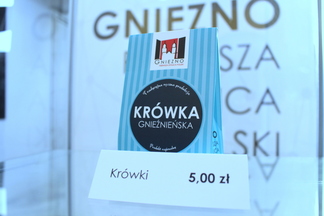 GNIEZNO
SZA
CA
SKI
GNIEZNO
KRÓWKA
GNIEŹNIEŃSKA
Krówki 5,00 zł